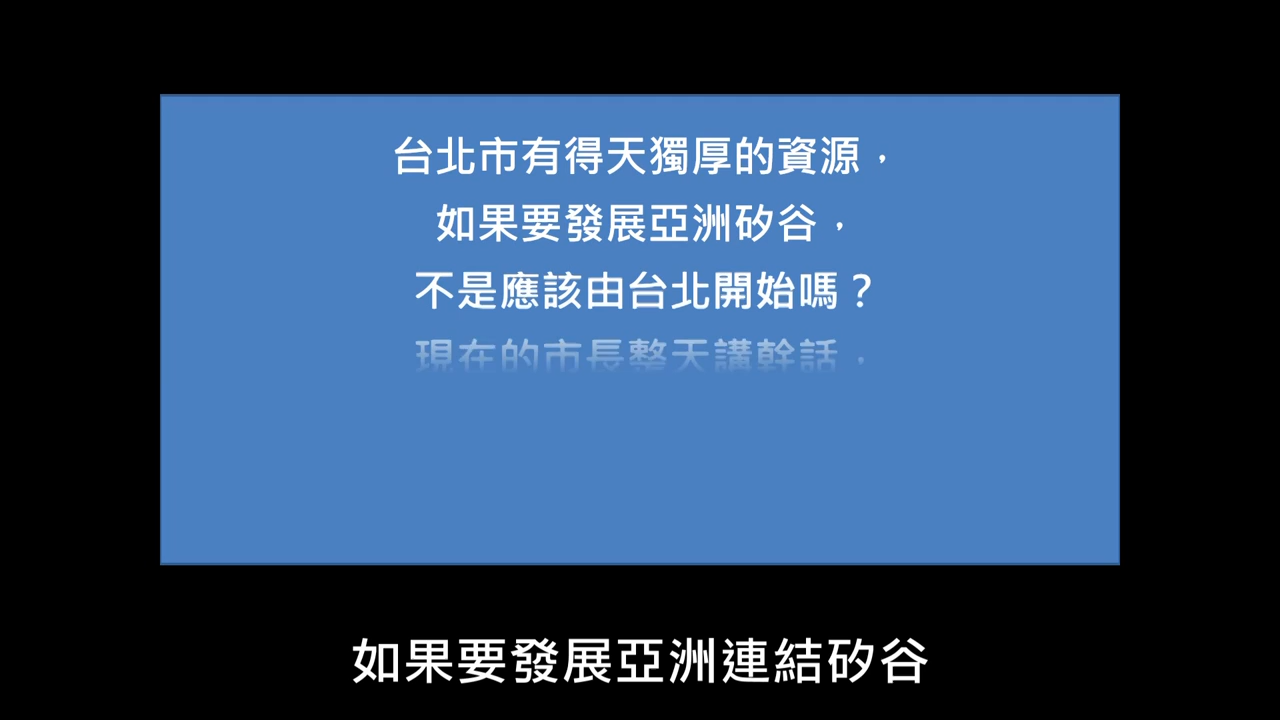 台北市有得天獨厚的資源，
如果要發展亞洲矽谷，
不是應該由台北開始嗎？
現在的市長整天講幹話，
如果要發展亞洲連結矽谷